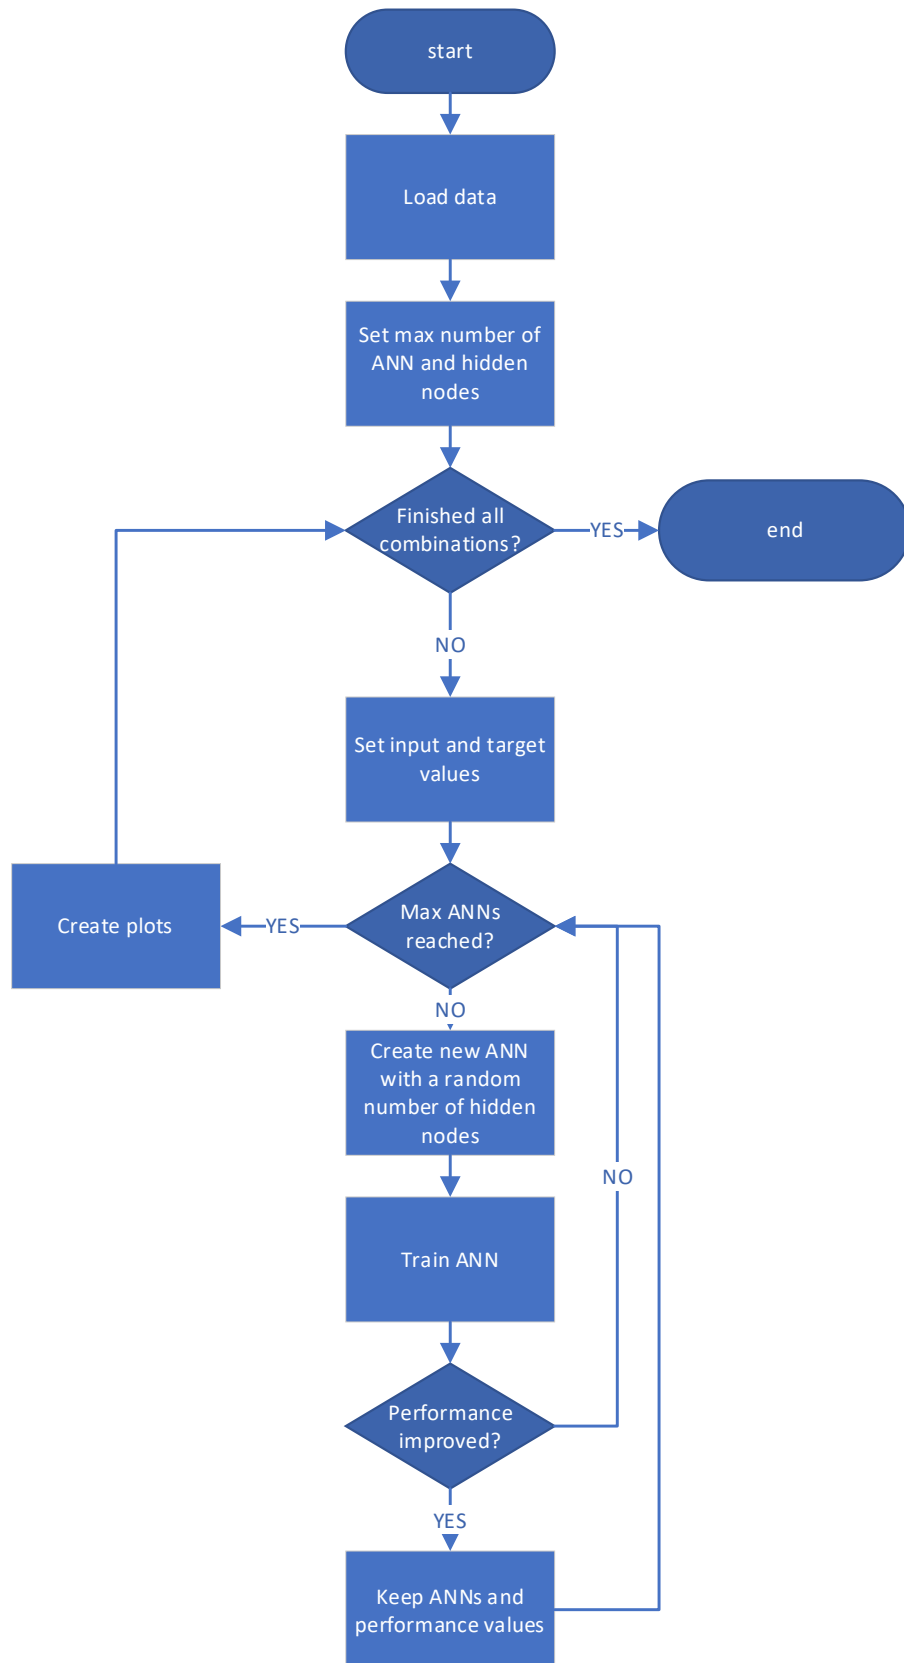 start
Load data
Set max number of
ANN and hidden
nodes
Finished all
combinations?
YES
end
NO
Set input and target
values
Max ANNs
reached?
YES
Create plots
NO
Create new ANN
with a random
number of hidden
nodes
NO
Train ANN
Performance
improved?
YES
Keep ANNs and
performance values